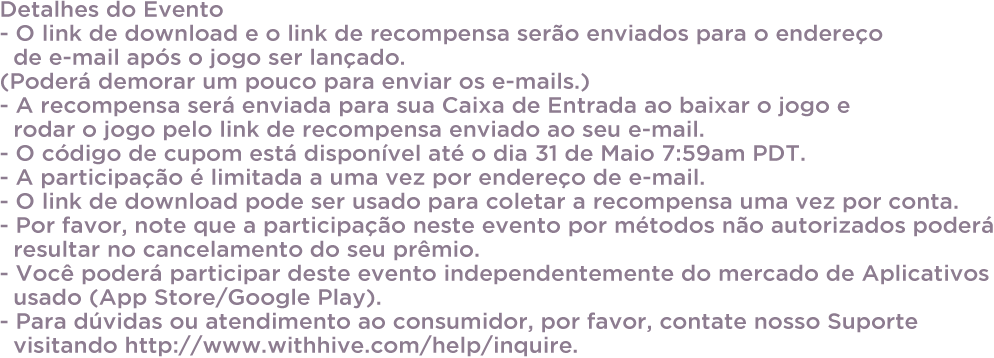 Detalhes do Evento
- O link de download e o link de recompensa serão enviados para o endereço
de e-mail após o jogo ser lançado.
(Poderá demorar um pouco para enviar os e-mails.)
- A recompensa será enviada para sua Caixa de Entrada ao baixar o jogo e
rodar o jogo pelo link de recompensa enviado ao seu e-mail.
- O código de cupom está disponível até o dia 31 de Maio 7:59am PDT.
- A participação é limitada a uma vez por endereço de e-mail.
- O link de download pode ser usado para coletar a recompensa uma vez por conta.
- Por favor, note que a participação neste evento por métodos não autorizados poderá
resultar no cancelamento do seu prêmio.
- Você poderá participar deste evento independentemente do mercado de Aplicativos
usado (App Store/Google Play).
- Para dúvidas ou atendimento ao consumidor, por favor, contate nosso Suporte
visitando http://www.withhive.com/help/inquire.